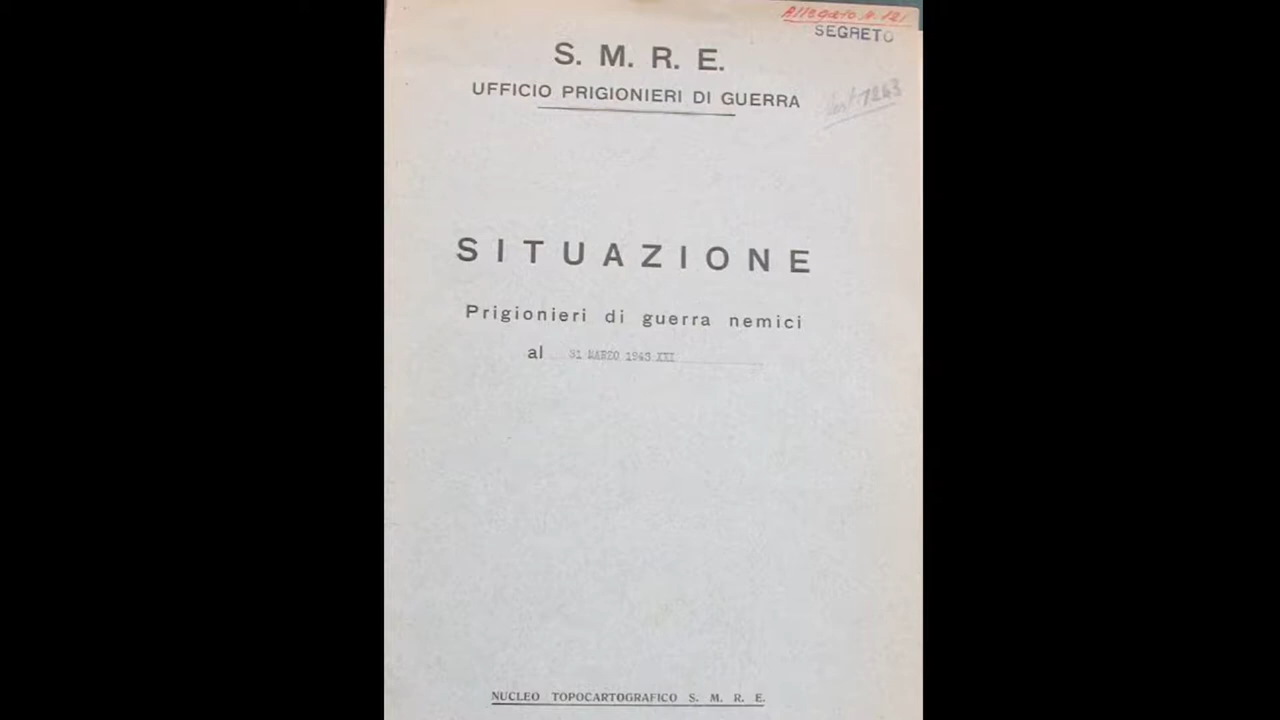 Allegato N. 121
SEGRETO
S. M. R. E.
UFFICIO PRIGIONIERI DI GUERRA
1243
SITUAZIONE
Prigionieri di guerra nemici
al 31 MARZO 1943 XXI
NUCLEO TOPOCARTOGRAFICO S. M. R. E.